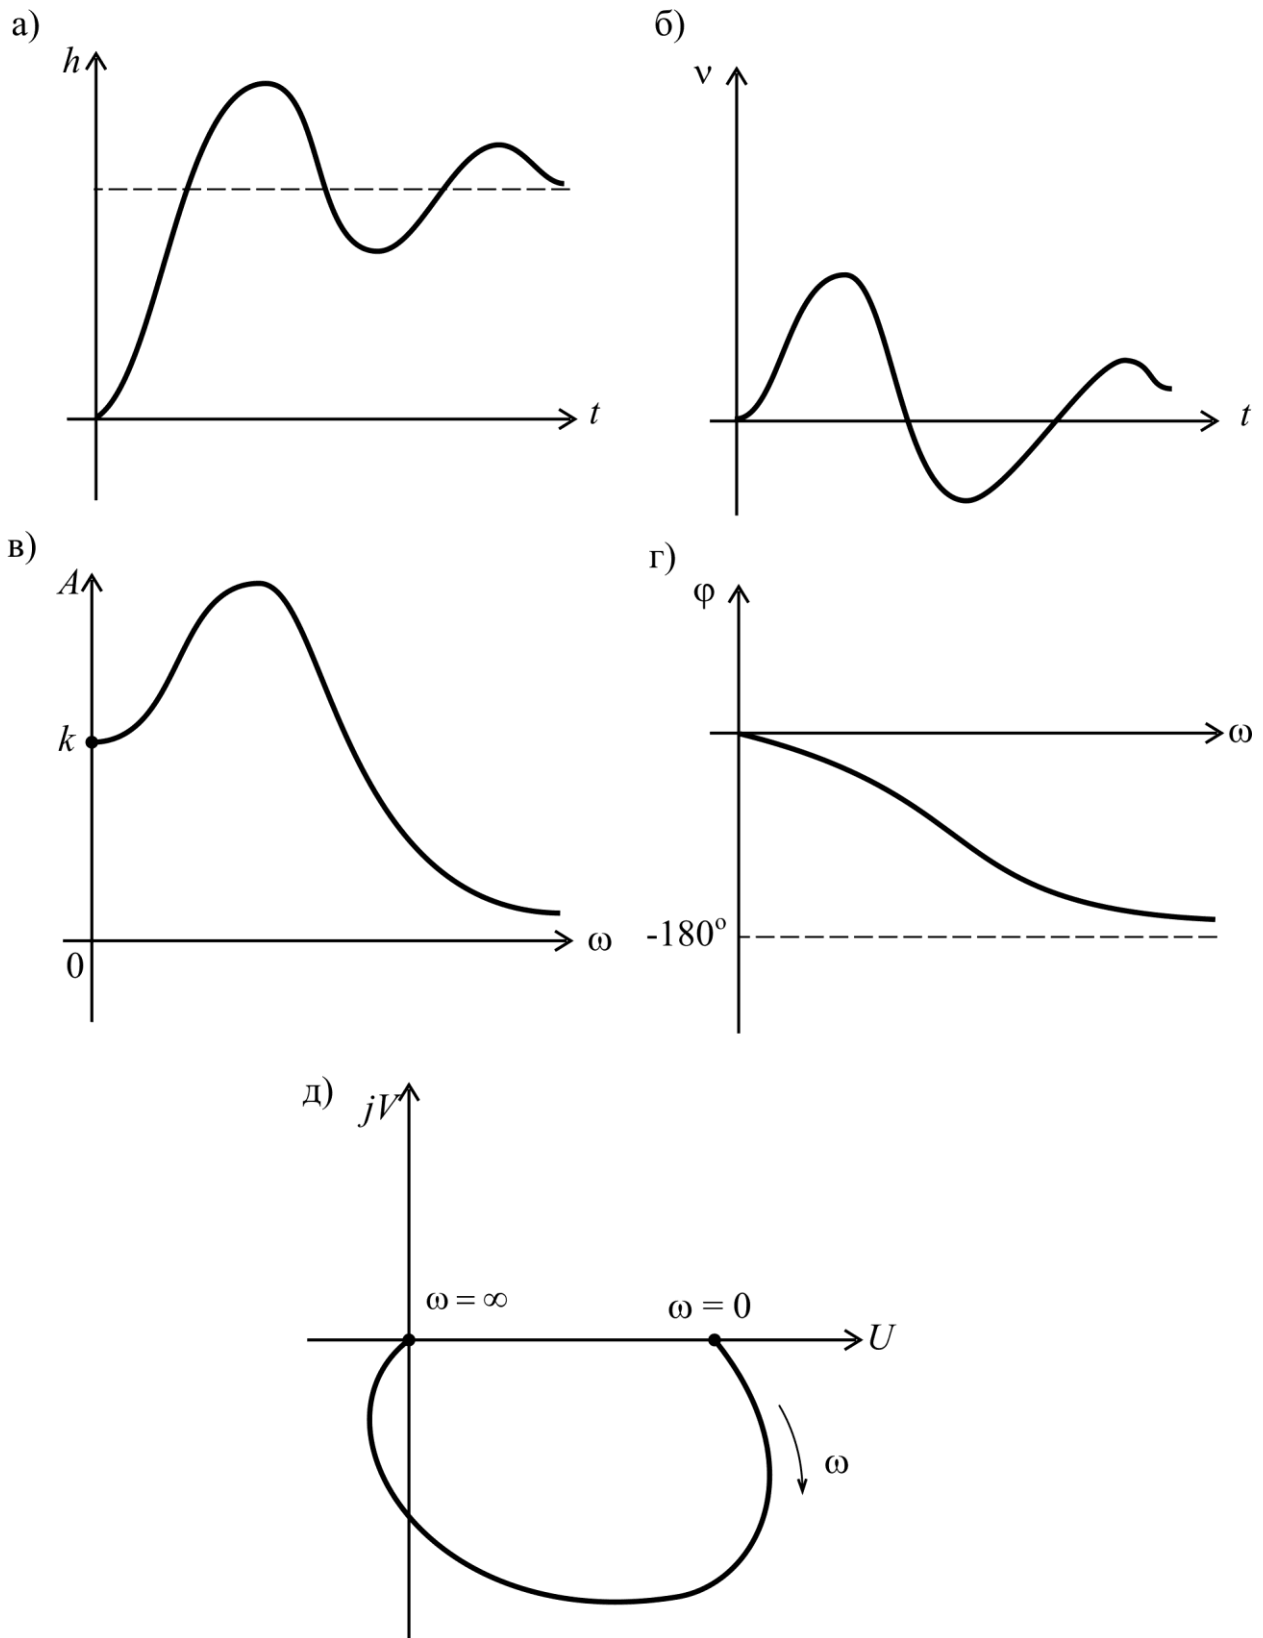 а)
h
t
б)
ν
t
в)
A
k
0
ω
г)
φ
ω
-180°
д)
jV
ω = ∞
ω = 0
U
ω